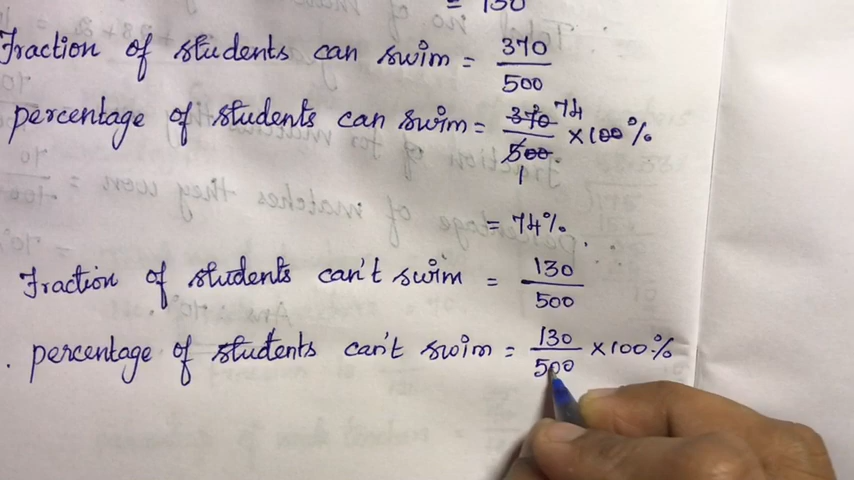 = 130
Fraction of students can swim = 370/500
percentage of students can swim = 370/500 × 100% 74 1
= 74%.
Fraction of students can't swim = 130/500
percentage of students can't swim = 130/500 × 100%